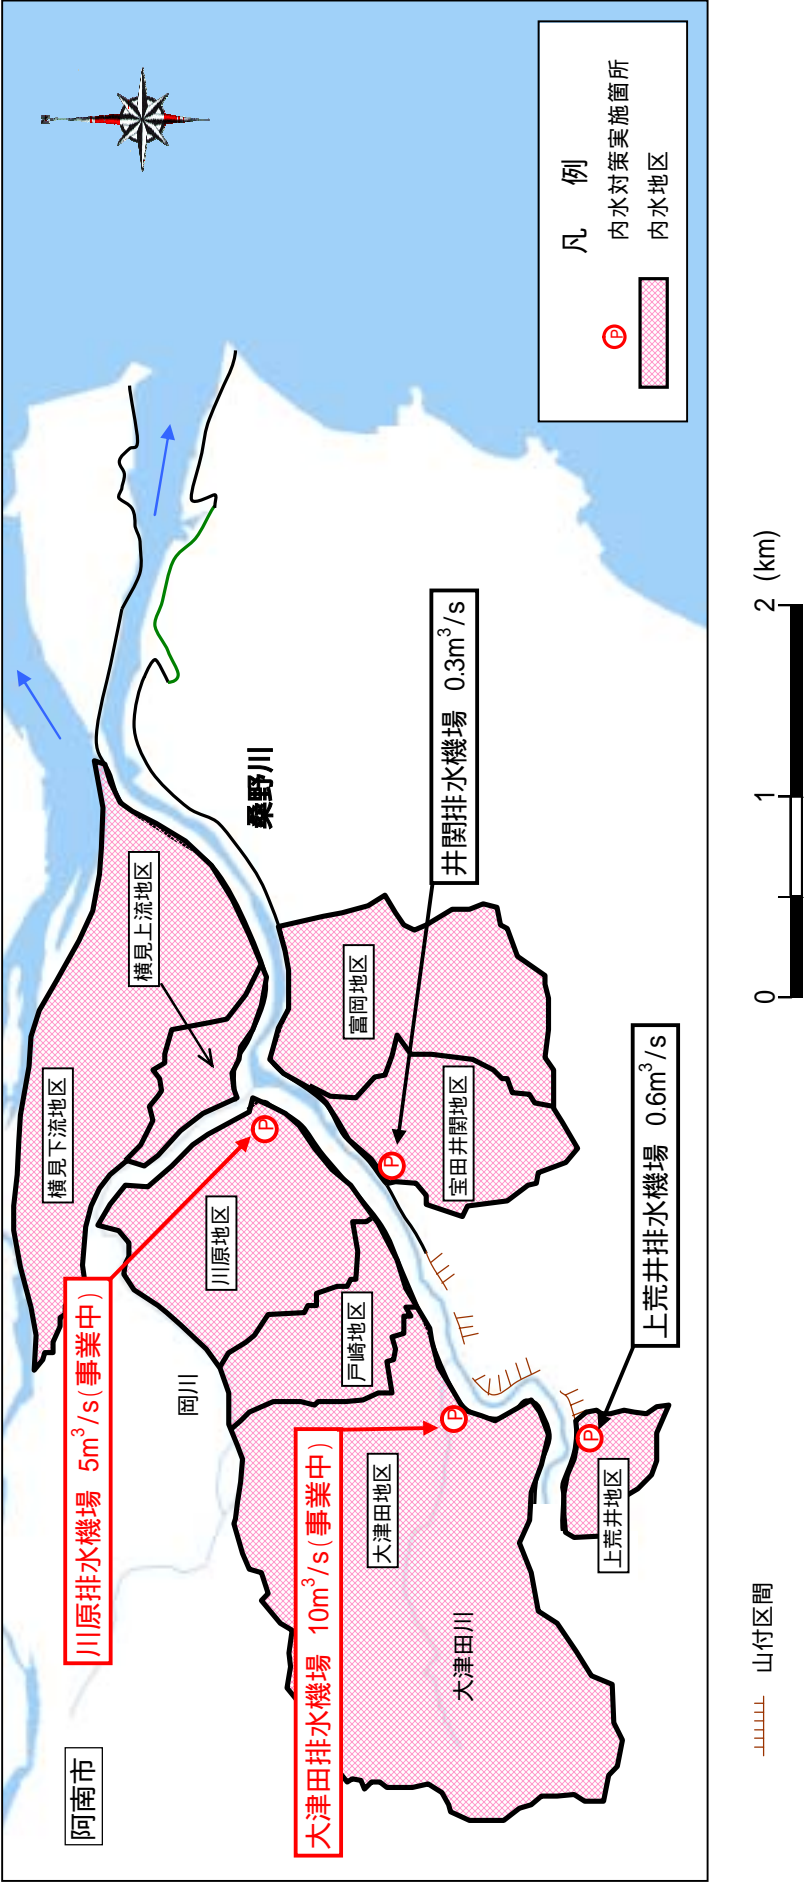 阿南市
川原排水機場 5m³/s(事業中)
大津田排水機場 10m³/s(事業中)
横見下流地区
横見上流地区
川原地区
岡川
戸崎地区
大津田地区
大津田川
富岡地区
宝田井関地区
上荒井地区
桑野川
井関排水機場 0.3m³/s
上荒井排水機場 0.6m³/s
P
P
P
P
凡 例
P 内水対策実施箇所
内水地区
山付区間
0 1 2 (km)